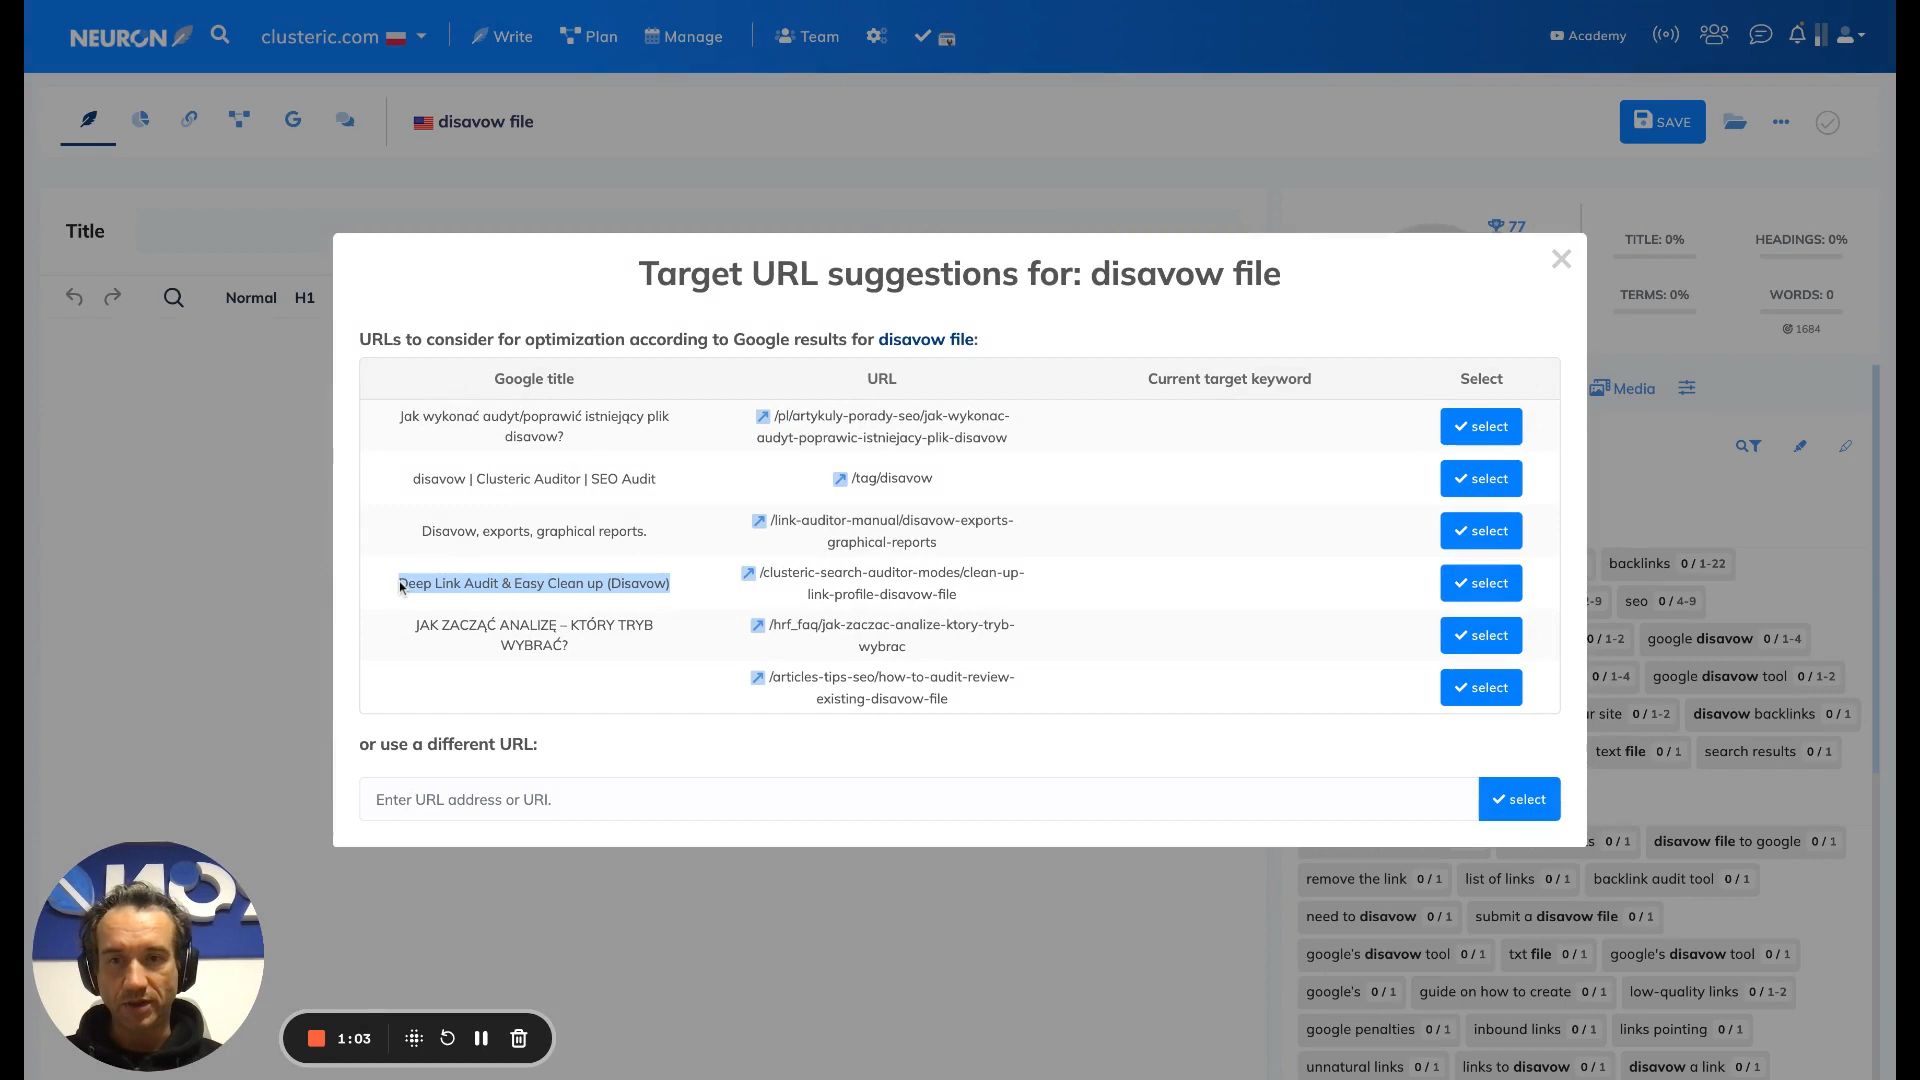 NEURON
clusteric.com
Write
Plan
Manage
Team
Academy
disavow file
SAVE
Title
77
TITLE: 0%
HEADINGS: 0%
TERMS: 0%
WORDS: 0
1684
Normal H1
Media
Target URL suggestions for: disavow file
URLs to consider for optimization according to Google results for disavow file:
Google title URL Current target keyword Select
Jak wykonać audyt/poprawić istniejący plik
disavow?
/pl/artykuly-porady-seo/jak-wykonac-
audyt-poprawic-istniejacy-plik-disavow
select
disavow | Clusteric Auditor | SEO Audit
/tag/disavow
select
Disavow, exports, graphical reports.
/link-auditor-manual/disavow-exports-
graphical-reports
select
Deep Link Audit & Easy Clean up (Disavow)
/clusteric-search-auditor-modes/clean-up-
link-profile-disavow-file
select
JAK ZACZĄĆ ANALIZĘ – KTÓRY TRYB
WYBRAĆ?
/hrf_faq/jak-zaczac-analize-ktory-tryb-
wybrac
select
/articles-tips-seo/how-to-audit-review-
existing-disavow-file
select
or use a different URL:
Enter URL address or URI.
select
backlinks 0 / 1-22
-9 seo 0 / 4-9
0 / 1-2 google disavow 0 / 1-4
0 / 1-4 google disavow tool 0 / 1-2
site 0 / 1-2 disavow backlinks 0 / 1
text file 0 / 1 search results 0 / 1
0 / 1 disavow file to google 0 / 1
remove the link 0 / 1 list of links 0 / 1 backlink audit tool 0 / 1
need to disavow 0 / 1 submit a disavow file 0 / 1
google's disavow tool 0 / 1 txt file 0 / 1 google's disavow tool 0 / 1
google's 0 / 1 guide on how to create 0 / 1 low-quality links 0 / 1-2
google penalties 0 / 1 inbound links 0 / 1 links pointing 0 / 1
unnatural links 0 / 1 links to disavow 0 / 1 disavow a link 0 / 1
1:03